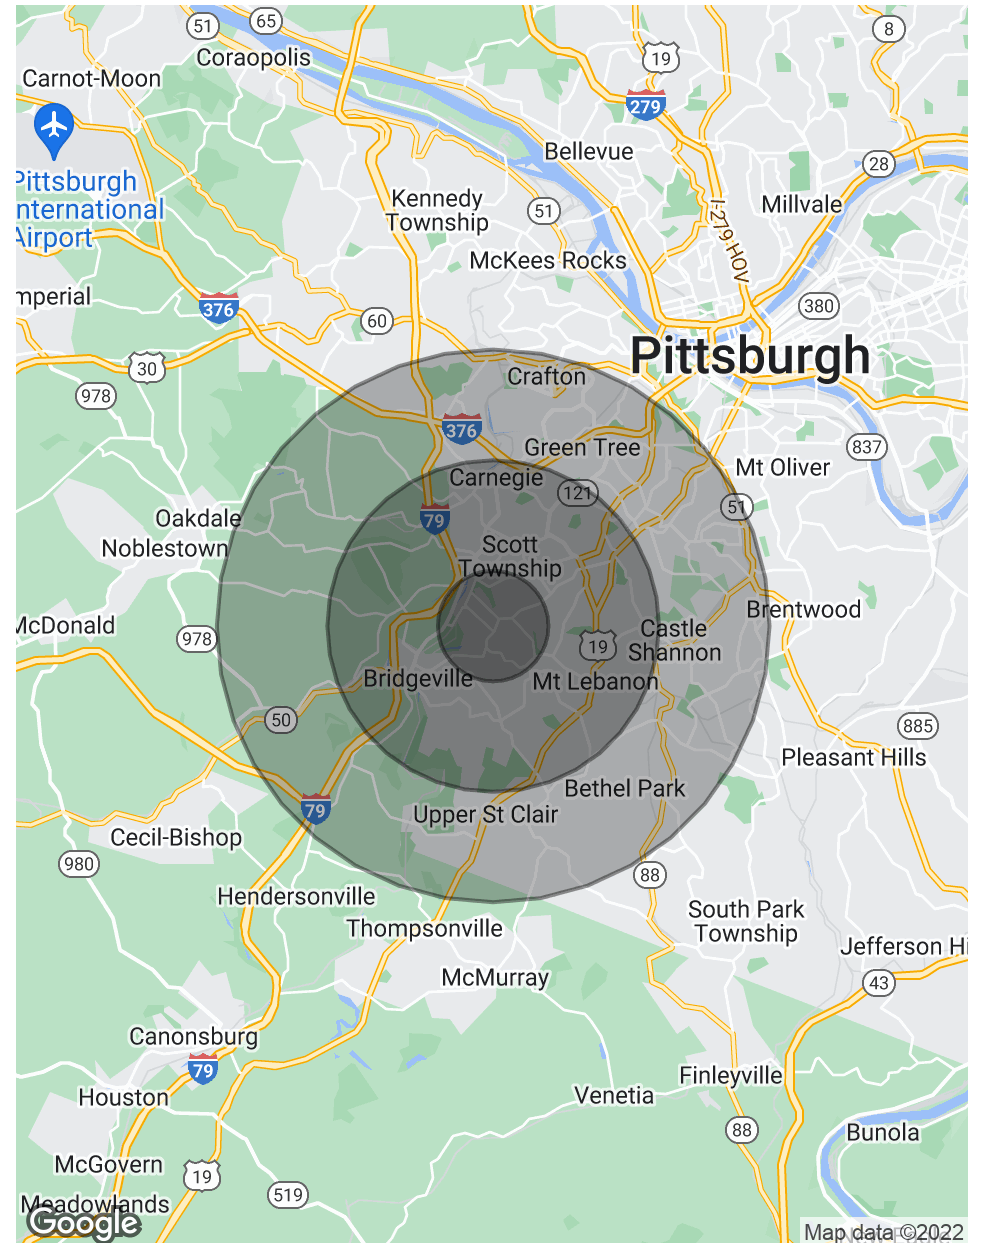 51
65
8
19
Coraopolis
Carnot-Moon
279
Bellevue
28
Pittsburgh
nternational
Airport
Kennedy
Township
51
I-279 HOV
Millvale
McKees Rocks
mperial
376
60
380
Pittsburgh
30
978
Crafton
376
Green Tree
837
Mt Oliver
Carnegie
121
51
79
Oakdale
Noblestown
Scott
Township
Brentwood
McDonald
978
19
Castle
Shannon
Bridgeville
Mt Lebanon
50
885
Pleasant Hills
79
Bethel Park
Upper St Clair
Cecil-Bishop
980
88
Hendersonville
South Park
Township
Thompsonville
Jefferson Hi
McMurray
43
Canonsburg
79
Finleyville
Houston
Venetia
88
Bunola
McGovern
19
519
Meadowlands
Google
Map data ©2022